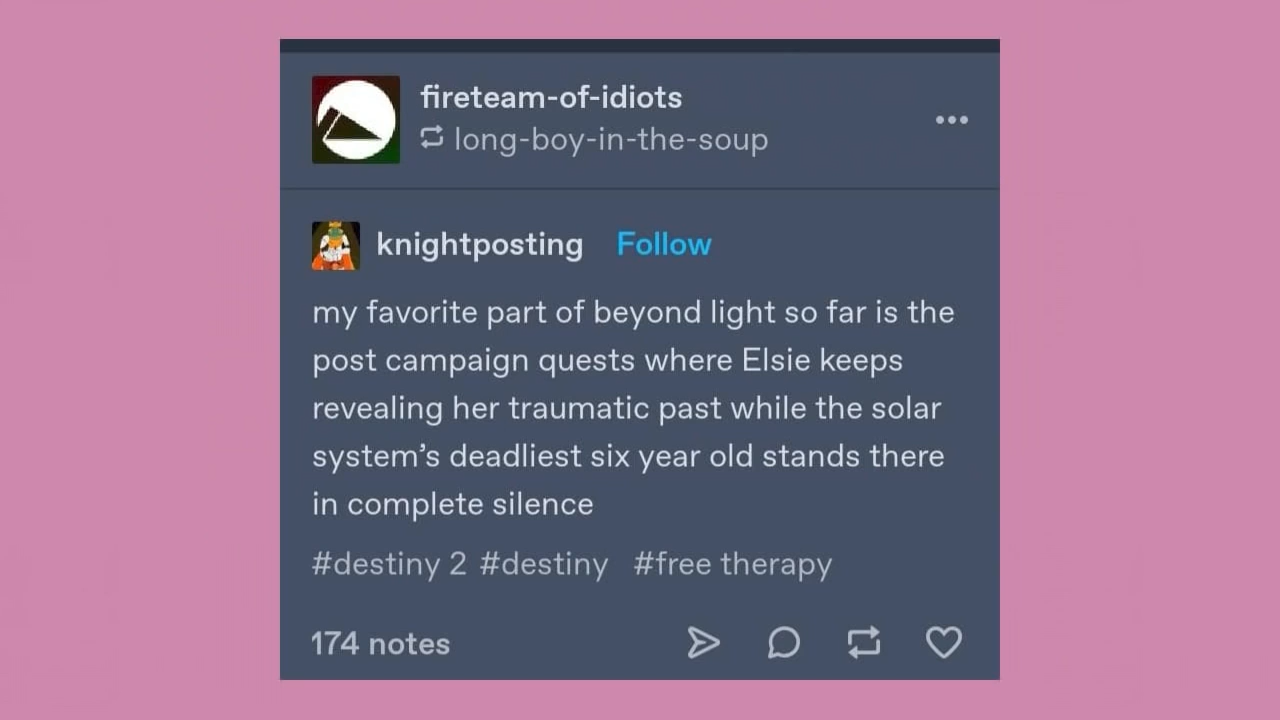 fireteam-of-idiots
long-boy-in-the-soup
knightposting Follow
my favorite part of beyond light so far is the
post campaign quests where Elsie keeps
revealing her traumatic past while the solar
system’s deadliest six year old stands there
in complete silence
#destiny 2 #destiny #free therapy
174 notes